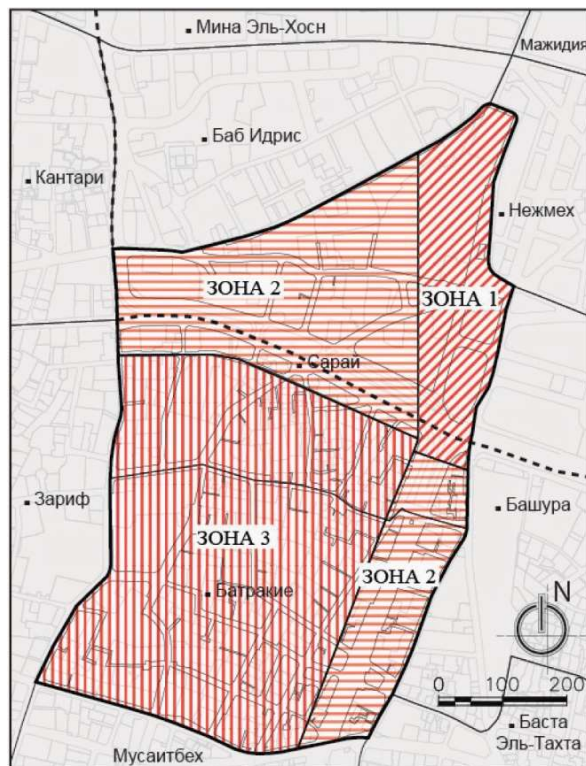 Мина Эль-Хосн
Мажидия
Баб Идрис
Кантари
Нежмех
ЗОНА 2
ЗОНА 1
Сараи
Зариф
Башура
ЗОНА 3
ЗОНА 2
Батракие
N
0 100 200
Баста
Эль-Тахта
Мусаитбех